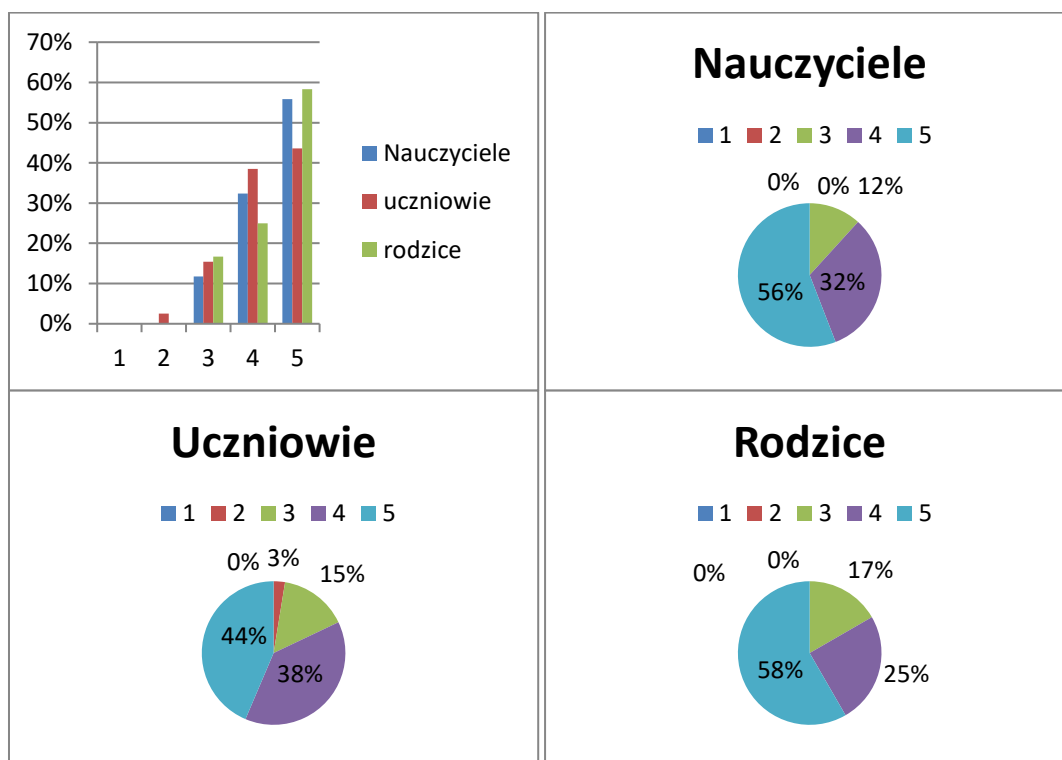 70%
60%
50%
40%
30%
20%
10%
0%
1 2 3 4 5
Nauczyciele
uczniowie
rodzice
Nauczyciele
1 2 3 4 5
0% 0% 12%
56% 32%
Uczniowie
1 2 3 4 5
0% 3% 15%
44%
38%
Rodzice
1 2 3 4 5
0% 0% 17%
58% 25%